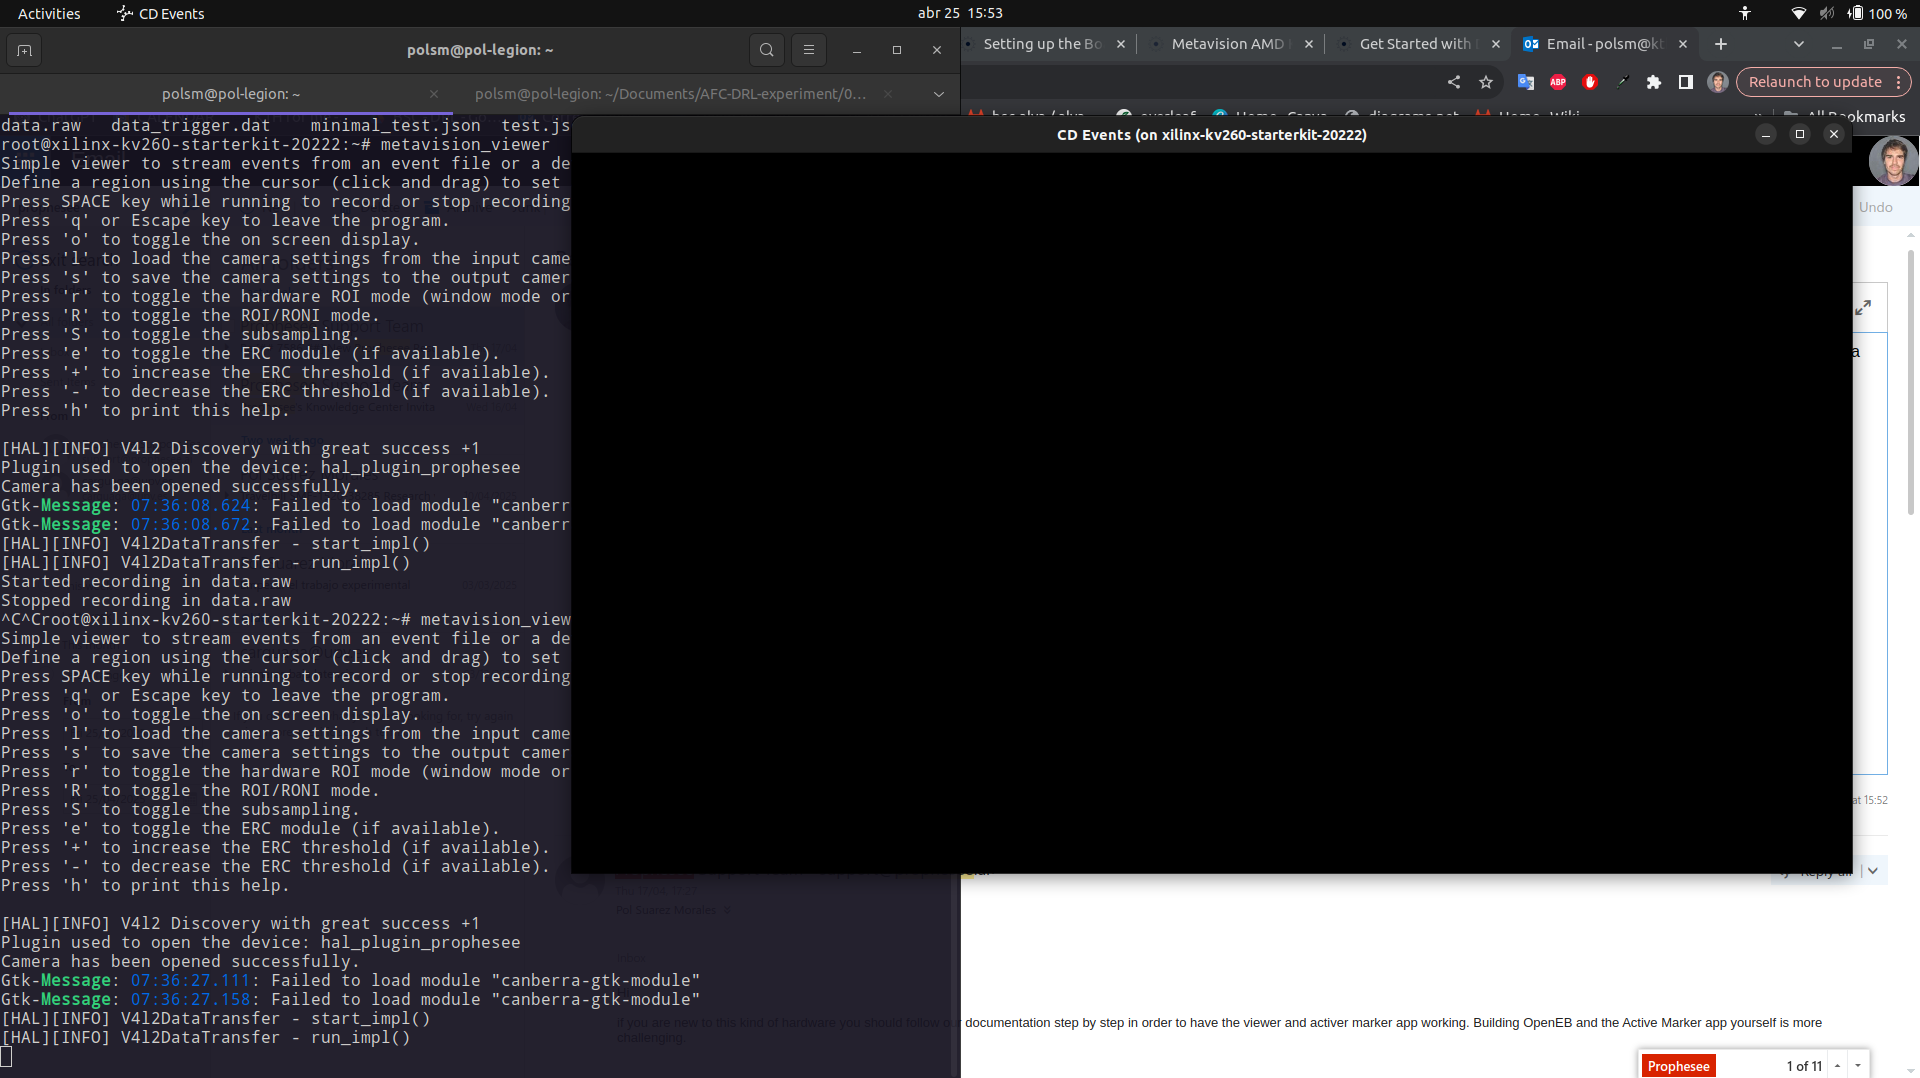 Activities
CD Events
abr 25 15:53
100 %
polsm@pol-legion: ~
polsm@pol-legion: ~
polsm@pol-legion: ~/Documents/AFC-DRL-experiment/0...
Setting up the Bo
Metavision AMD
Get Started with
Email - polsm@kt
Relaunch to update
All Bookmarks
data.raw data_trigger.dat minimal_test.json test.js
root@xilinx-kv260-starterkit-20222:~# metavision_viewer
Simple viewer to stream events from an event file or a de
Define a region using the cursor (click and drag) to set
Press SPACE key while running to record or stop recording
Press 'q' or Escape key to leave the program.
Press 'o' to toggle the on screen display.
Press 'l' to load the camera settings from the input came
Press 's' to save the camera settings to the output camer
Press 'r' to toggle the hardware ROI mode (window mode or
Press 'R' to toggle the ROI/RONI mode.
Press 'S' to toggle the subsampling.
Press 'e' to toggle the ERC module (if available).
Press '+' to increase the ERC threshold (if available).
Press '-' to decrease the ERC threshold (if available).
Press 'h' to print this help.
[HAL][INFO] V4l2 Discovery with great success +1
Plugin used to open the device: hal_plugin_prophesee
Camera has been opened successfully.
Gtk-Message: 07:36:08.624: Failed to load module "canberr
Gtk-Message: 07:36:08.672: Failed to load module "canberr
[HAL][INFO] V4l2DataTransfer - start_impl()
[HAL][INFO] V4l2DataTransfer - run_impl()
Started recording in data.raw
Stopped recording in data.raw
^C^Croot@xilinx-kv260-starterkit-20222:~# metavision_view
Simple viewer to stream events from an event file or a de
Define a region using the cursor (click and drag) to set
Press SPACE key while running to record or stop recording
Press 'q' or Escape key to leave the program.
Press 'o' to toggle the on screen display.
Press 'l' to load the camera settings from the input came
Press 's' to save the camera settings to the output camer
Press 'r' to toggle the hardware ROI mode (window mode or
Press 'R' to toggle the ROI/RONI mode.
Press 'S' to toggle the subsampling.
Press 'e' to toggle the ERC module (if available).
Press '+' to increase the ERC threshold (if available).
Press '-' to decrease the ERC threshold (if available).
Press 'h' to print this help.
[HAL][INFO] V4l2 Discovery with great success +1
Plugin used to open the device: hal_plugin_prophesee
Camera has been opened successfully.
Gtk-Message: 07:36:27.111: Failed to load module "canberra-gtk-module"
Gtk-Message: 07:36:27.158: Failed to load module "canberra-gtk-module"
[HAL][INFO] V4l2DataTransfer - start_impl()
[HAL][INFO] V4l2DataTransfer - run_impl()
CD Events (on xilinx-kv260-starterkit-20222)
Undo
a
at 15:52
Reply all
Pol Suarez Morales
if you are new to this kind of hardware you should follow our documentation step by step in order to have the viewer and activer marker app working. Building OpenEB and the Active Marker app yourself is more
challenging.
Prophesee
1 of 11